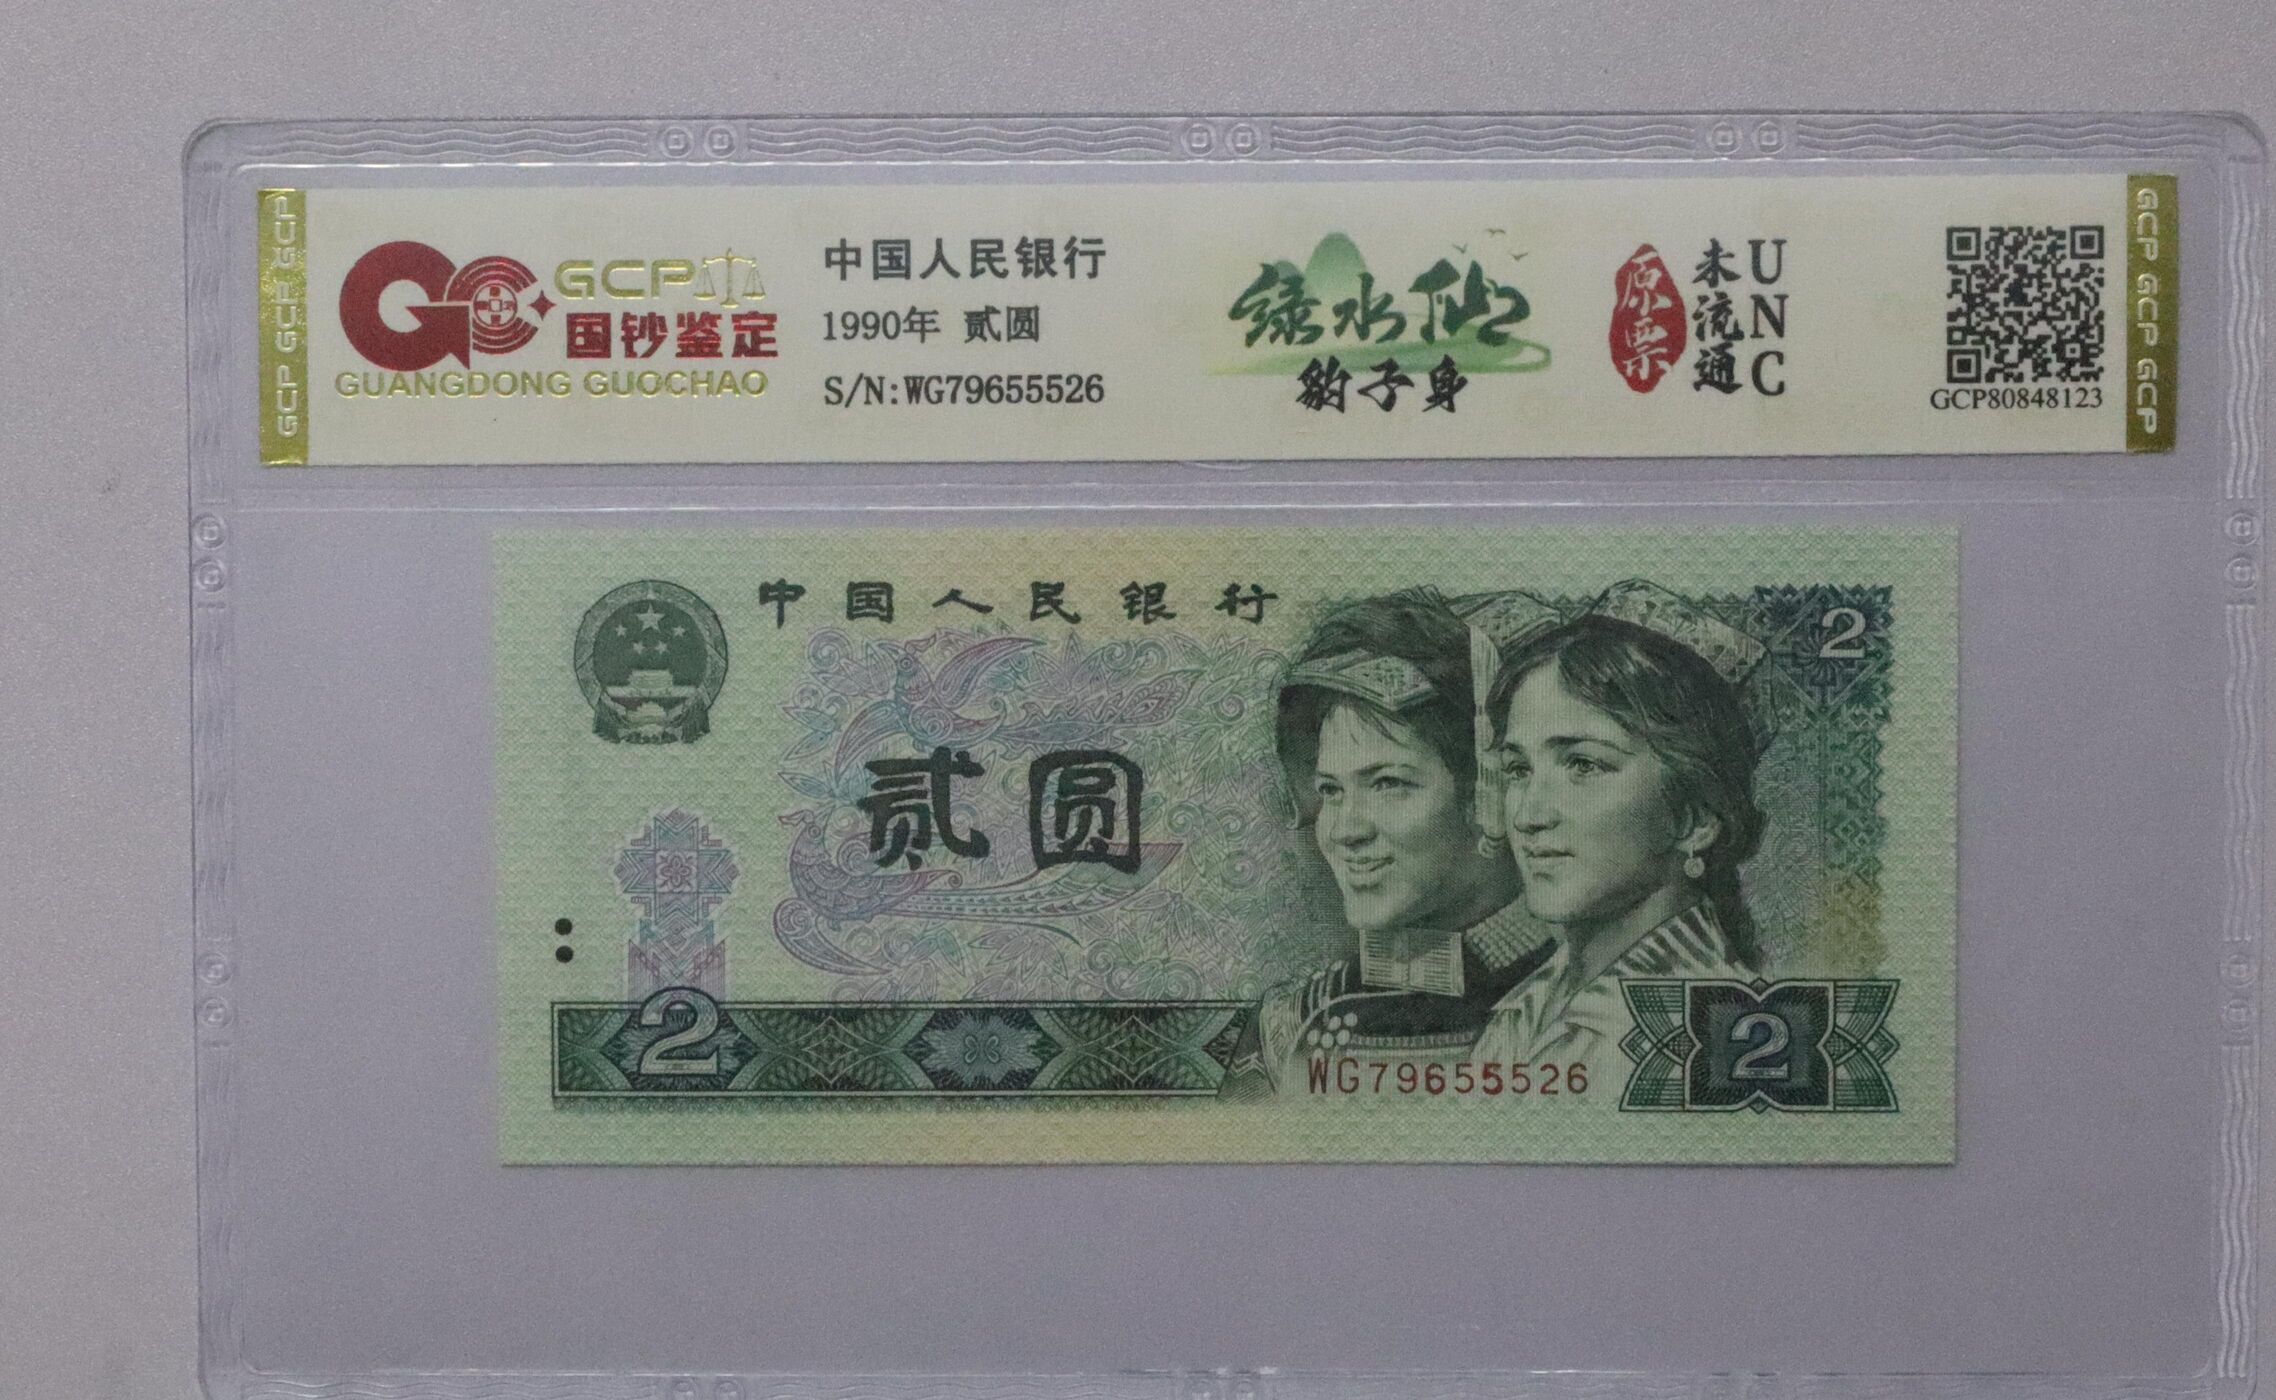 GCP GCP GCP
GCP
国钞鉴定
GUANGDONG GUOCHAO
中国人民银行
1990年 贰圆
S/N:WG79655526
绿水仙
豹子身
原票
未流通
UNC
GCP80848123
GCP GCP GCP
中国人民银行
2
贰圆
2
WG79655526
2